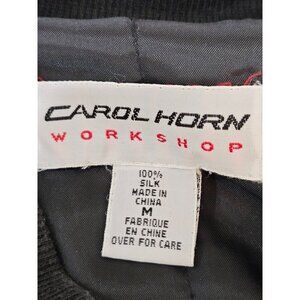 CAROL HORN
WORKSHOP
100%
SILK
MADE IN
CHINA
M
FABRIQUE
EN CHINE
OVER FOR CARE